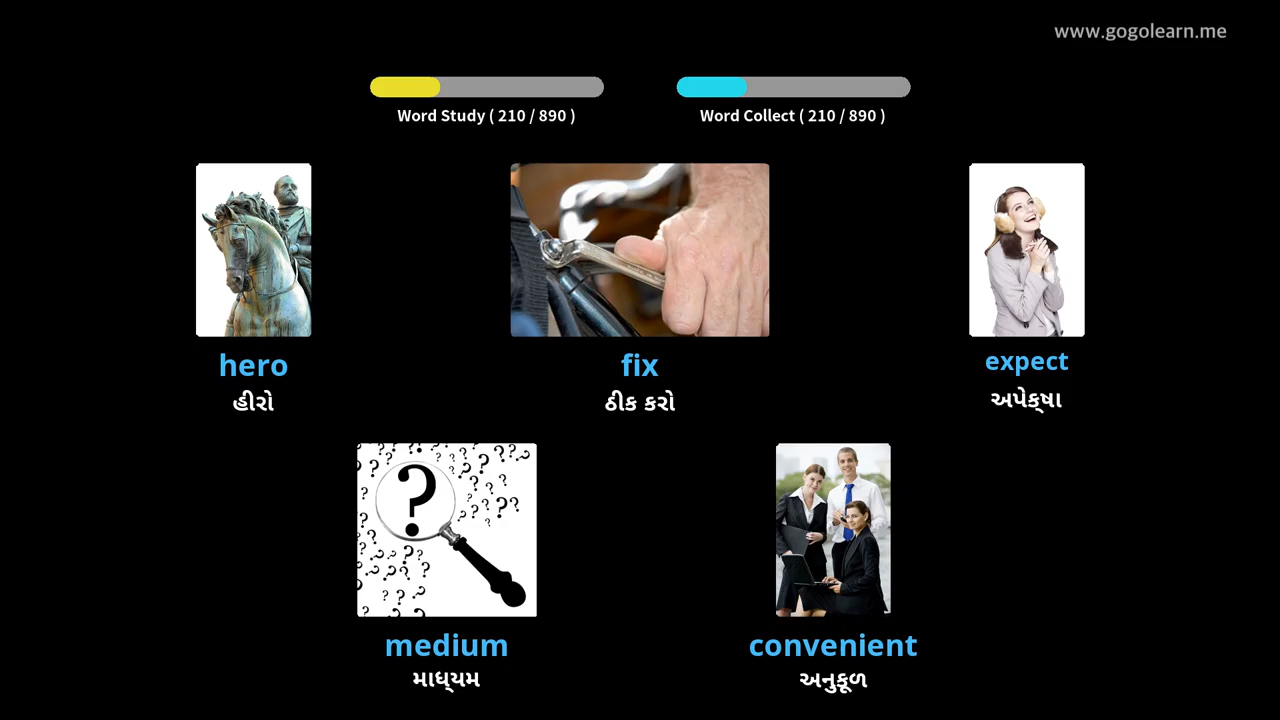 www.gogolearn.me
Word Study ( 210 / 890 )
Word Collect ( 210 / 890 )
hero
હીરો
fix
ઠીક કરો
expect
અપેક્ષા
medium
માધ્યમ
convenient
અનુકૂળ